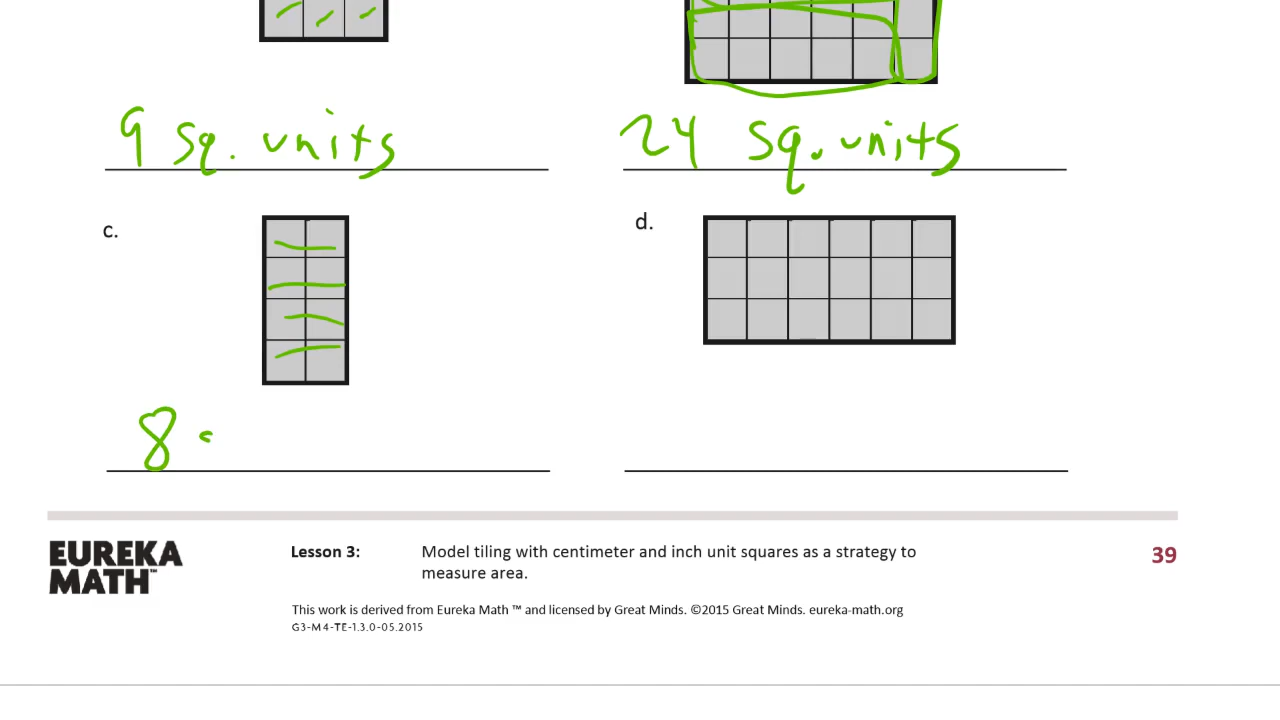 9 sq. units
24 sq. units
c.
d.
8
EUREKA
MATH™
Lesson 3:
Model tiling with centimeter and inch unit squares as a strategy to
measure area.
39
This work is derived from Eureka Math ™ and licensed by Great Minds. ©2015 Great Minds. eureka-math.org
G3-M4-TE-1.3.0-05.2015